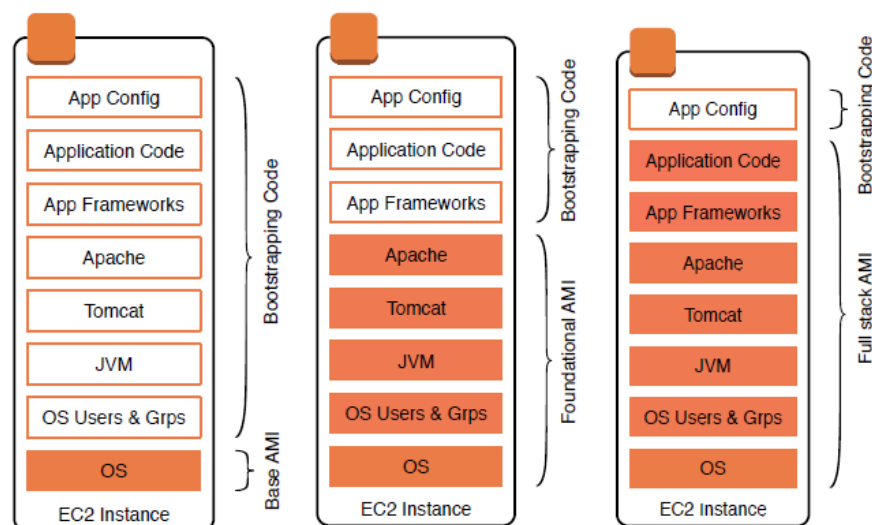 App Config
Application Code
App Frameworks
Apache
Tomcat
JVM
OS Users & Grps
OS
EC2 Instance
Bootstrapping Code
Base AMI
App Config
Application Code
App Frameworks
Apache
Tomcat
JVM
OS Users & Grps
OS
EC2 Instance
Bootstrapping Code
Foundational AMI
App Config
Application Code
App Frameworks
Apache
Tomcat
JVM
OS Users & Grps
OS
EC2 Instance
Bootstrapping Code
Full stack AMI